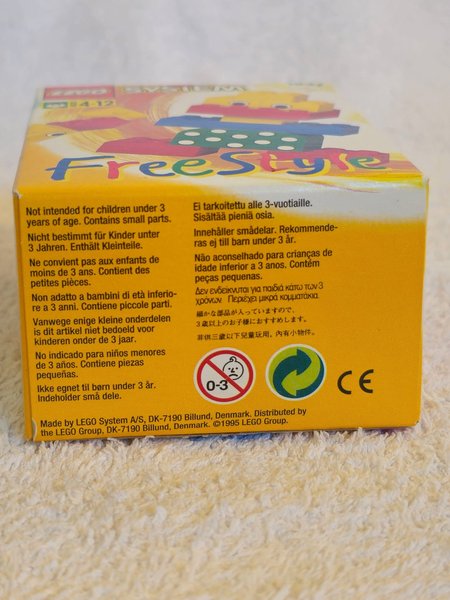 LEGO SYSTEM
4-12
FreeStyle
Not intended for children under 3
years of age. Contains small parts.
Nicht bestimmt für Kinder unter
3 Jahren. Enthält Kleinteile.
Ne convient pas aux enfants de
moins de 3 ans. Contient des
petites pièces.
Non adatto a bambini di età inferio-
re a 3 anni. Contiene piccole parti.
Vanwege enige kleine onderdelen
is dit artikel niet bedoeld voor
kinderen onder de 3 jaar.
No indicado para niños menores
de 3 años. Contiene piezas
pequeñas.
Ikke egnet til børn under 3 år.
Indeholder små dele.
Ei tarkoitettu alle 3-vuotiaille.
Sisältää pieniä osia.
Innehåller smådelar. Rekommende-
ras ej till barn under 3 år.
Não aconselhado para crianças de
idade inferior a 3 anos. Contém
peças pequenas.
Δεν ενδείκνυται για παιδιά κάτω των 3
χρόνων. Περιέχει μικρά κομματάκια.
細かな部品が入っていますので、
3歳以上のお子様におすすめします。
非供三歲以下兒童玩用。內有小物件。
0-3
CE
Made by LEGO System A/S, DK-7190 Billund, Denmark. Distributed by
the LEGO Group, DK-7190 Billund, Denmark. ©1995 LEGO Group.